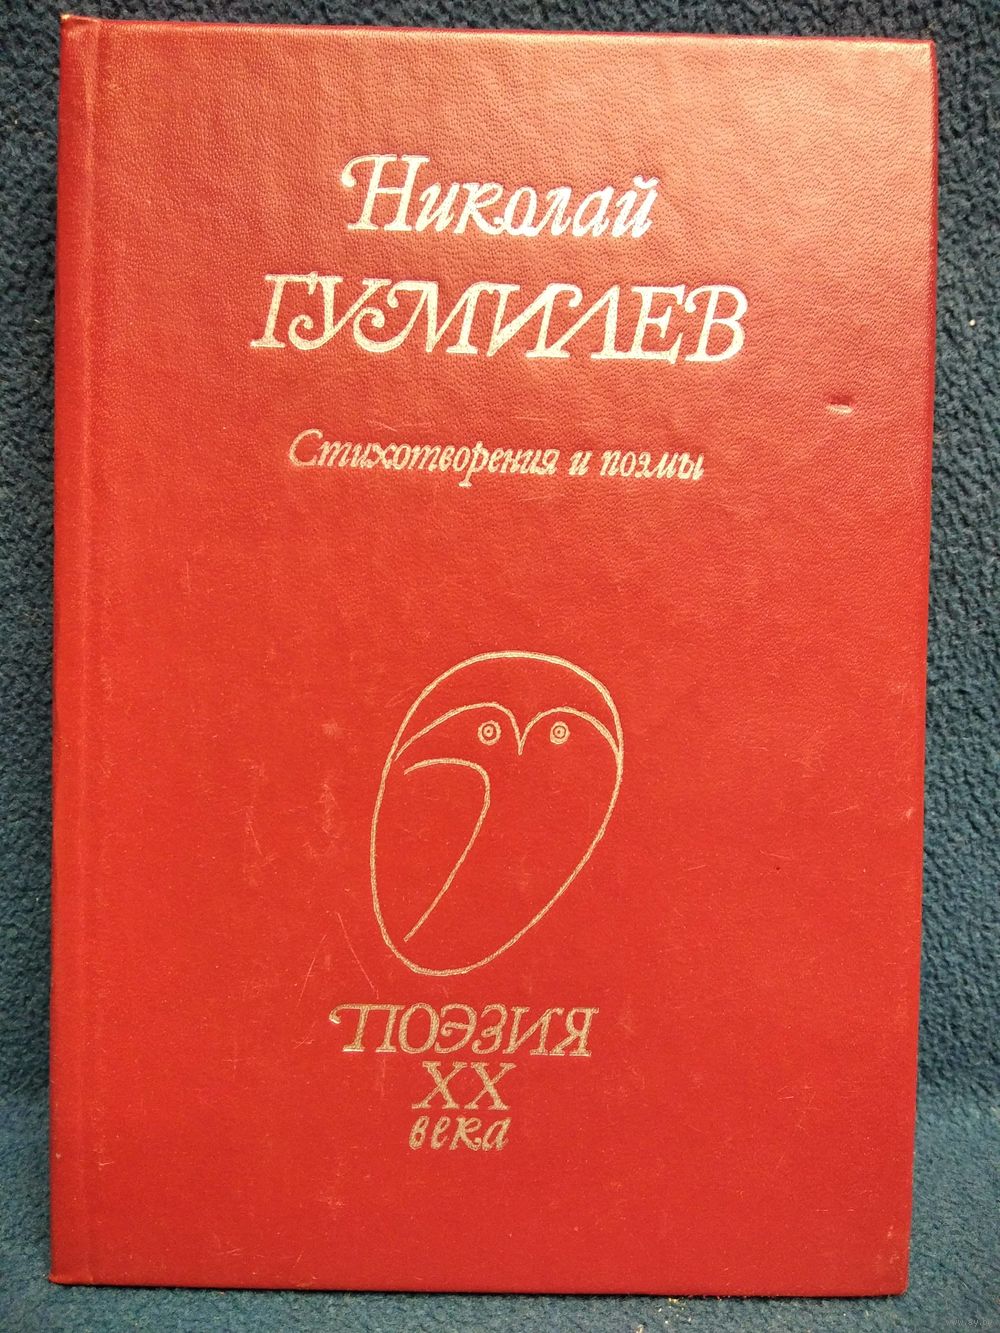 Николай
ГУМИЛЕВ
Стихотворения и поэмы
ПОЭЗИЯ
XX
века